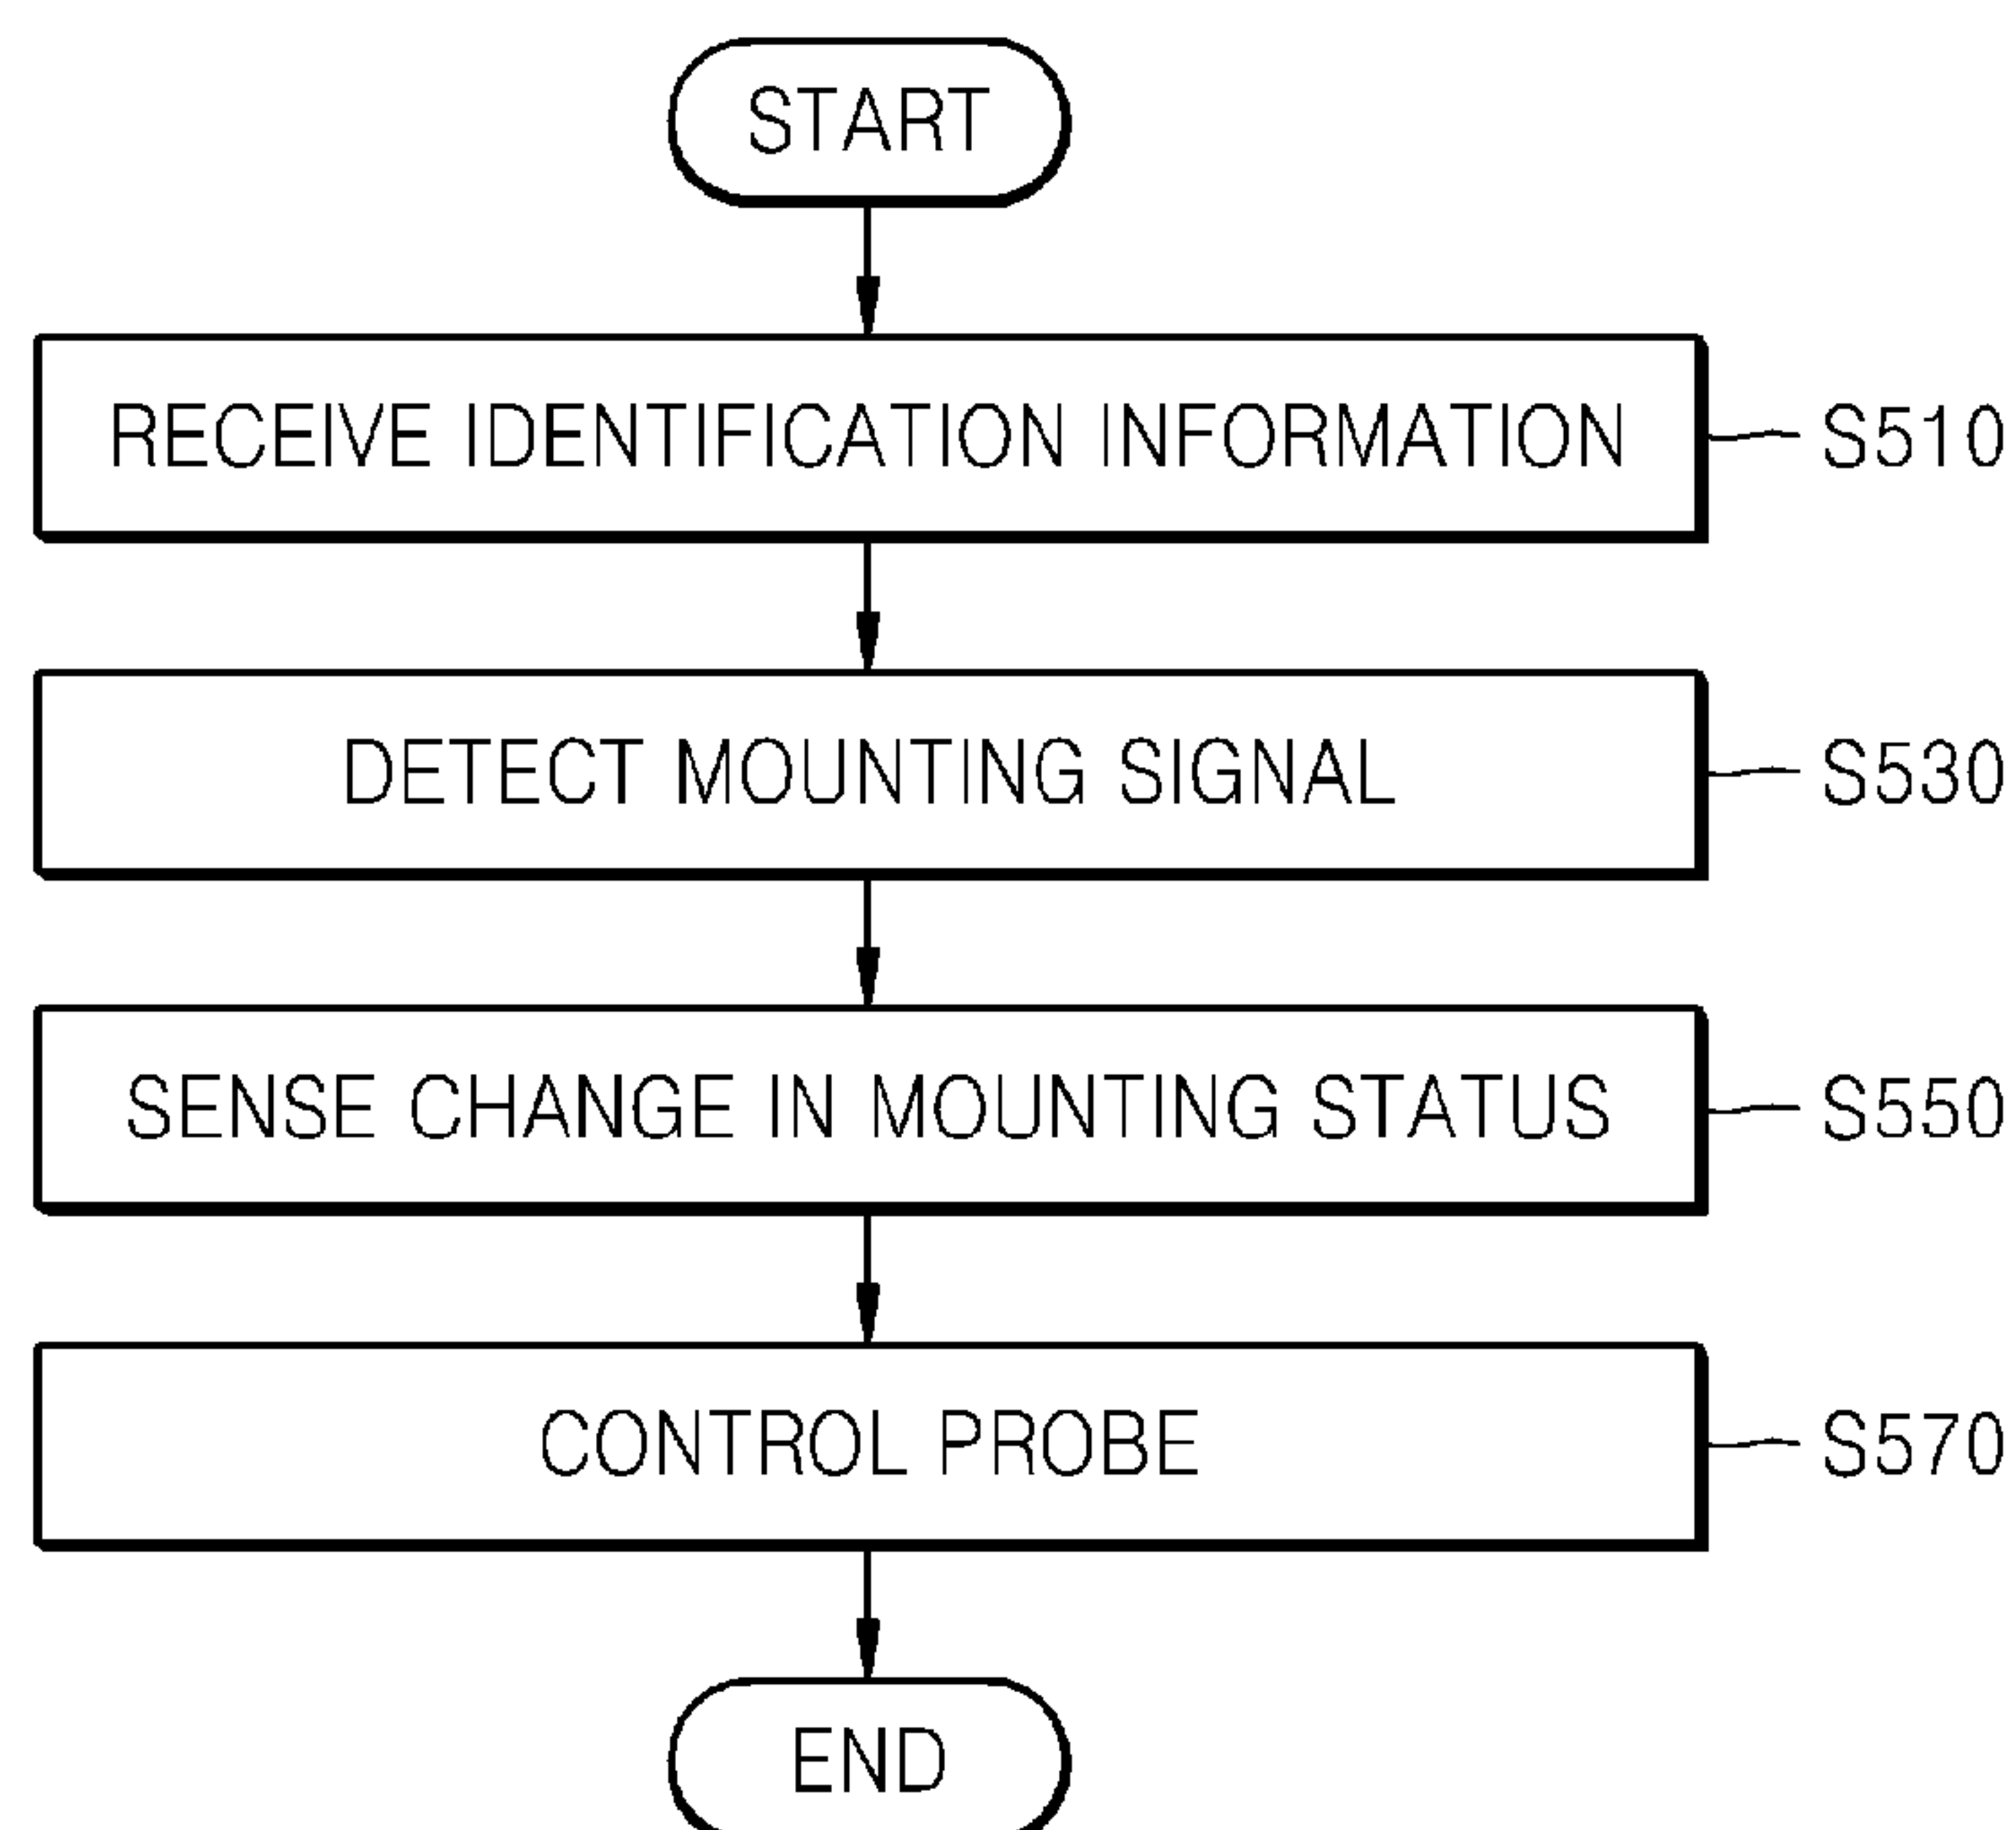 START
RECEIVE IDENTIFICATION INFORMATION S510
DETECT MOUNTING SIGNAL S530
SENSE CHANGE IN MOUNTING STATUS S550
CONTROL PROBE S570
END